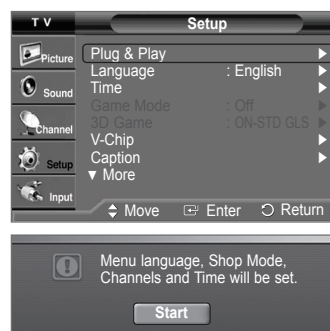 T V
Setup
Picture
Sound
Channel
Setup
Input
Plug & Play
Language : English
Time
Game Mode : Off
3D Game : ON-STD GLS
V-Chip
Caption
▼ More
Move Enter Return
Menu language, Shop Mode,
Channels and Time will be set.
Start